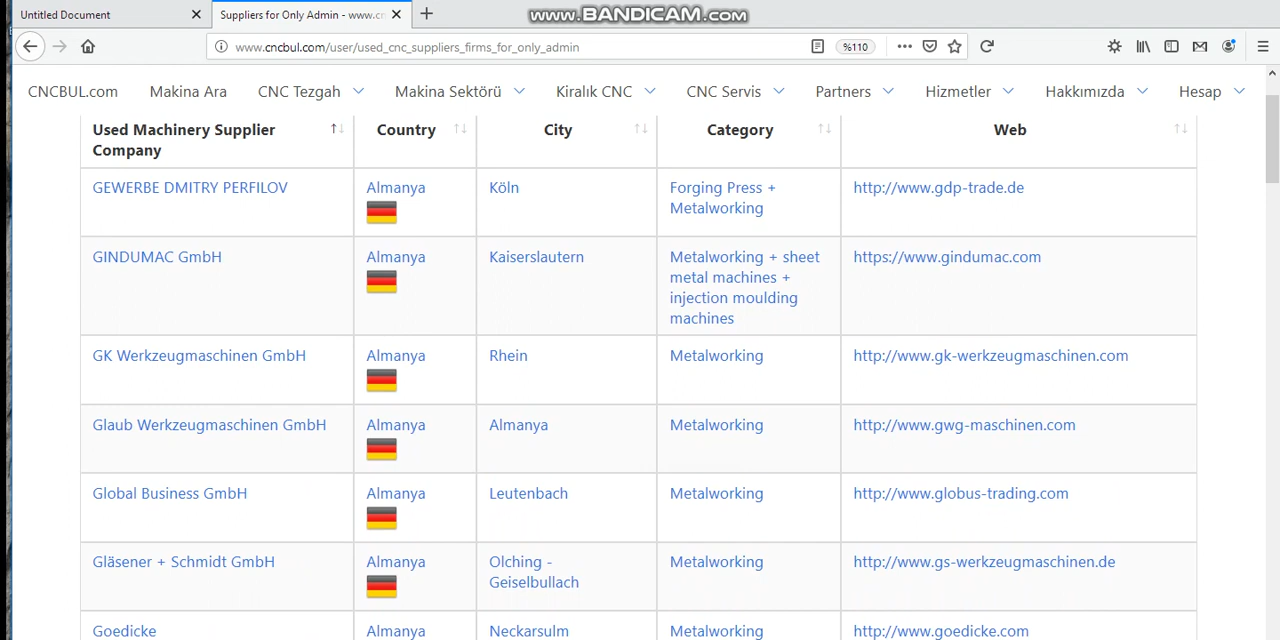 Untitled Document
Suppliers for Only Admin - www.cn
www.BANDICAM.com
www.cncbul.com/user/used_cnc_suppliers_firms_for_only_admin
%110
CNCBUL.com Makina Ara CNC Tezgah Makina Sektörü Kiralık CNC CNC Servis Partners Hizmetler Hakkımızda Hesap
Used Machinery Supplier Country City Category Web
Company
GEWERBE DMITRY PERFILOV Almanya Köln Forging Press + http://www.gdp-trade.de
Metalworking
GINDUMAC GmbH Almanya Kaiserslautern Metalworking + sheet https://www.gindumac.com
metal machines +
injection moulding
machines
GK Werkzeugmaschinen GmbH Almanya Rhein Metalworking http://www.gk-werkzeugmaschinen.com
Glaub Werkzeugmaschinen GmbH Almanya Almanya Metalworking http://www.gwg-maschinen.com
Global Business GmbH Almanya Leutenbach Metalworking http://www.globus-trading.com
Gläsener + Schmidt GmbH Almanya Olching - Metalworking http://www.gs-werkzeugmaschinen.de
Geiselbullach
Goedicke Almanya Neckarsulm Metalworking http://www.goedicke.com